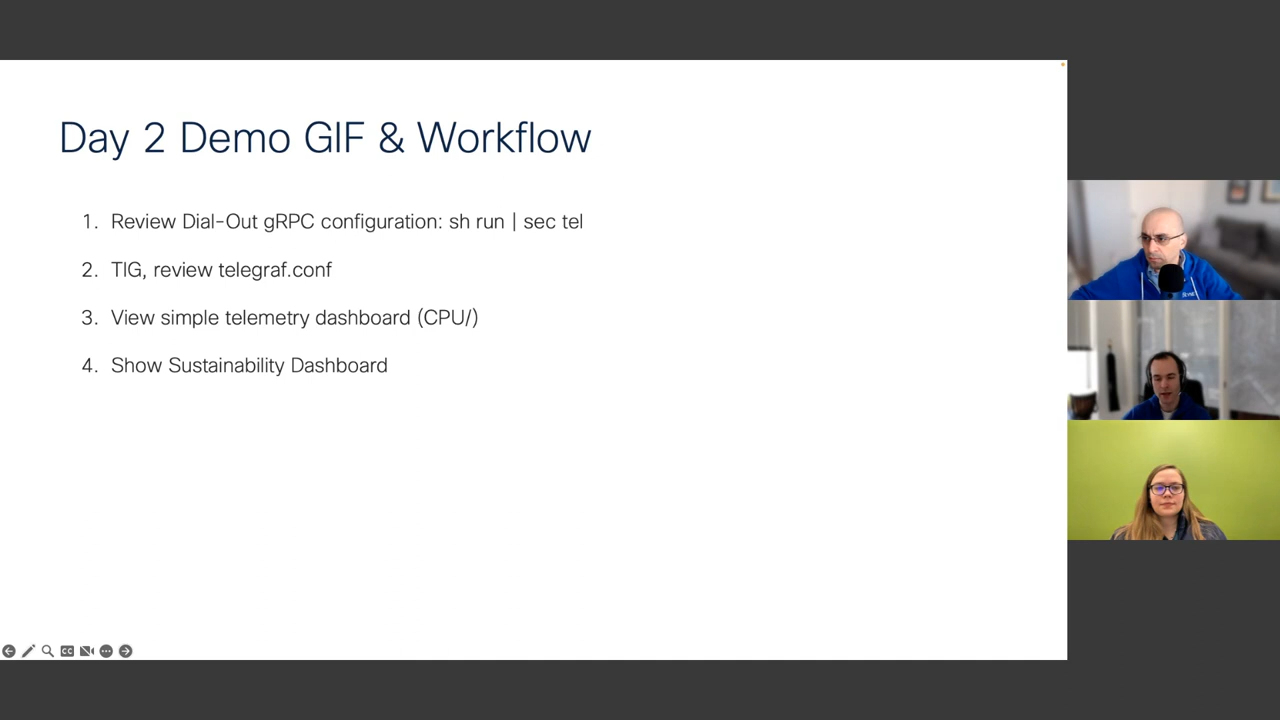 Day 2 Demo GIF & Workflow
1. Review Dial-Out gRPC configuration: sh run | sec tel
2. TIG, review telegraf.conf
3. View simple telemetry dashboard (CPU/)
4. Show Sustainability Dashboard
CC